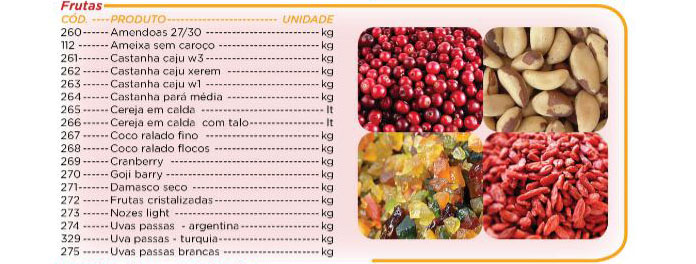 Frutas
CÓD. ----PRODUTO-------------------- UNIDADE
260------ Amendoas 27/30 ---------------------- kg
112 ------ Ameixa sem caroço ------------------- kg
261------ Castanha caju w3--------------------- kg
262------ Castanha caju xerem ----------------- kg
263------ Castanha caju w1 -------------------- kg
264------ Castanha pará média ----------------- kg
265------ Cereja em calda --------------------- lt
266------ Cereja em calda com talo------------- lt
267------ Coco ralado fino -------------------- kg
268------ Coco ralado flocos ------------------ kg
269------ Cranberry --------------------------- kg
270------ Goji barry -------------------------- kg
271------ Damasco seco ------------------------ kg
272------ Frutas cristalizadas----------------- kg
273------ Nozes light ------------------------- kg
274------ Uvas passas - argentina-------------- kg
329------ Uva passas - turquia----------------- kg
275------ Uvas passas brancas ----------------- kg